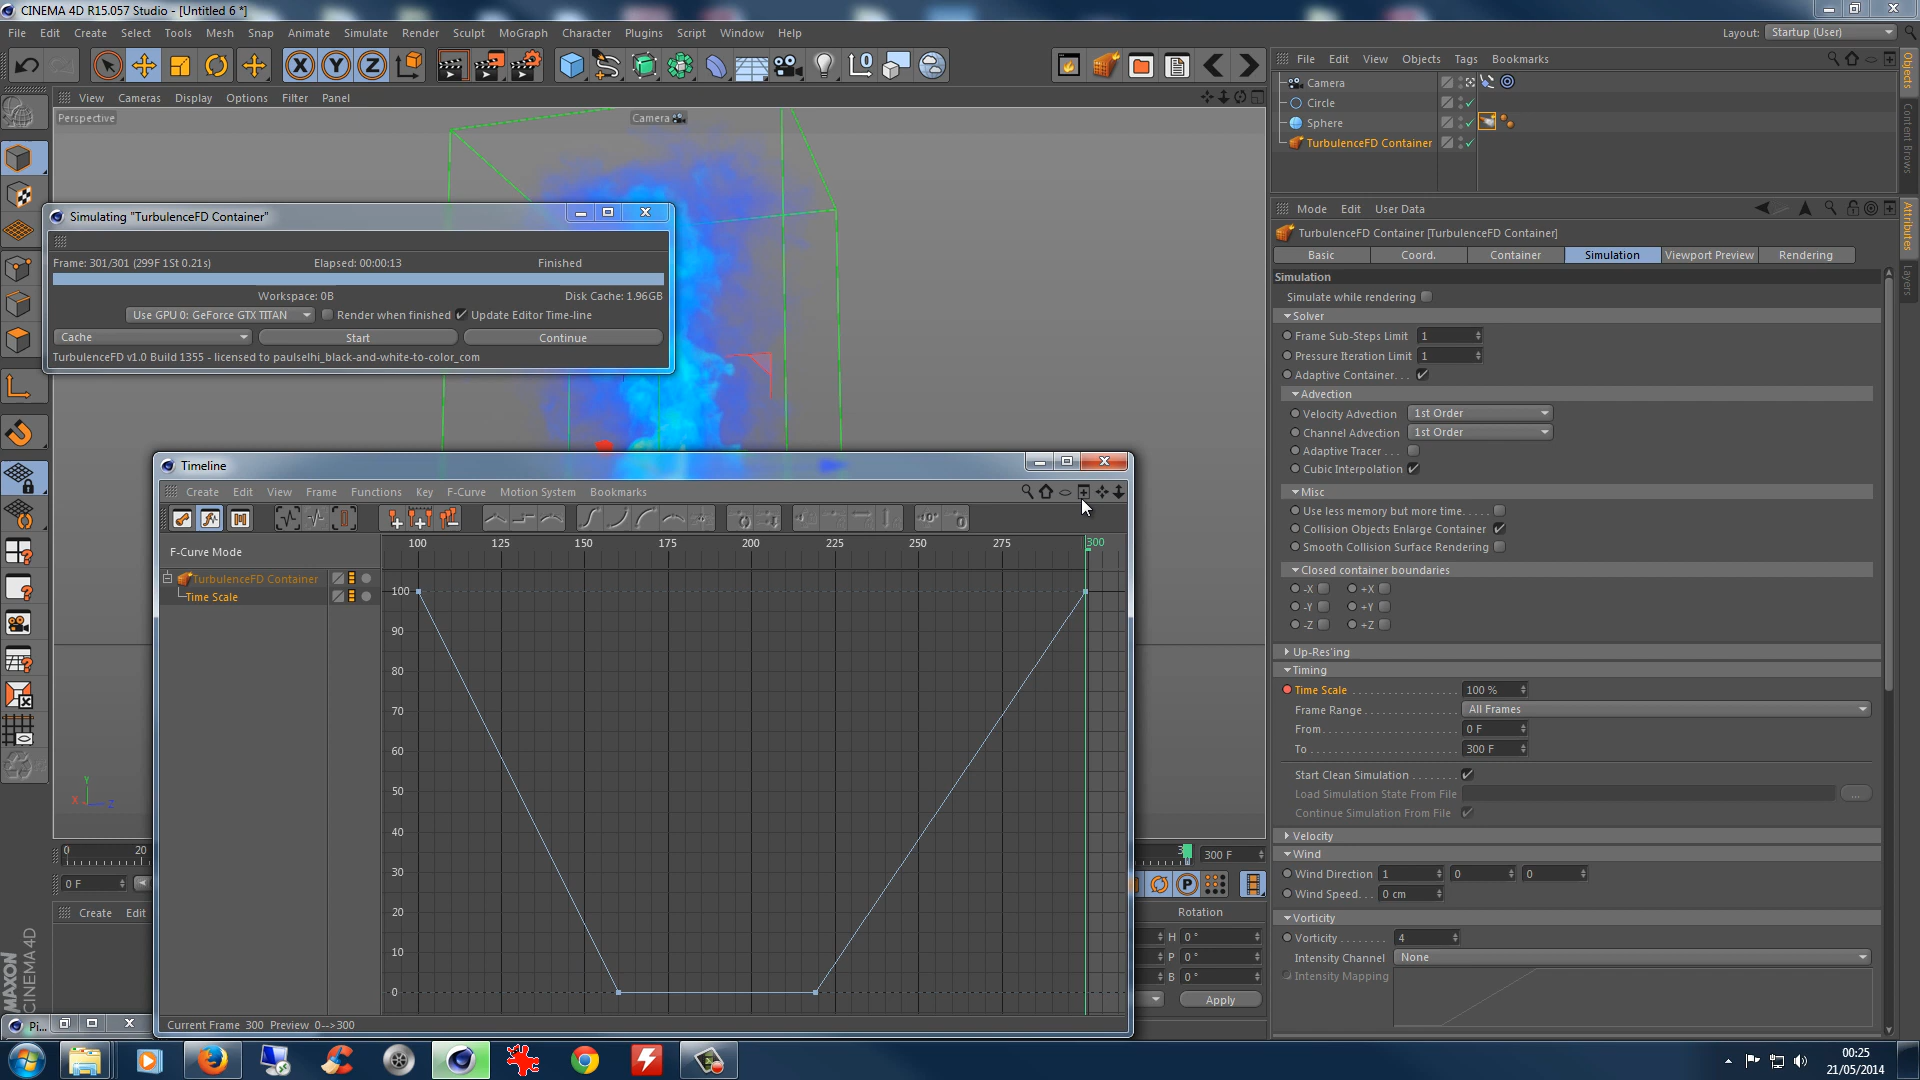 CINEMA 4D R15.057 Studio - [Untitled 6 *]
File Edit Create Select Tools Mesh Snap Animate Simulate Render Sculpt MoGraph Character Plugins Script Window Help
Layout: Startup (User)
View Cameras Display Options Filter Panel
Perspective
Camera
File Edit View Objects Tags Bookmarks
Camera
Circle
Sphere
TurbulenceFD Container
Objects
Content Brows
Attributes
Layers
Simulating "TurbulenceFD Container"
Frame: 301/301 (299F 1St 0.21s) Elapsed: 00:00:13 Finished
Workspace: 0B Disk Cache: 1.96GB
Use GPU 0: GeForce GTX TITAN Render when finished Update Editor Time-line
Cache Start Continue
TurbulenceFD v1.0 Build 1355 - licensed to paulselhi_black-and-white-to-color_com
Timeline
Create Edit View Frame Functions Key F-Curve Motion System Bookmarks
F-Curve Mode
100 125 150 175 200 225 250 275 300
TurbulenceFD Container
Time Scale
100
90
80
70
60
50
40
30
20
10
0
Current Frame 300 Preview 0-->300
Mode Edit User Data
TurbulenceFD Container [TurbulenceFD Container]
Basic Coord. Container Simulation Viewport Preview Rendering
Simulation
Simulate while rendering
Solver
Frame Sub-Steps Limit 1
Pressure Iteration Limit 1
Adaptive Container. . .
Advection
Velocity Advection 1st Order
Channel Advection 1st Order
Adaptive Tracer . . .
Cubic Interpolation
Misc
Use less memory but more time. . . . .
Collision Objects Enlarge Container
Smooth Collision Surface Rendering
Closed container boundaries
-X +X
-Y +Y
-Z +Z
Up-Res'ing
Timing
Time Scale 100 %
Frame Range All Frames
From 0 F
To 300 F
Start Clean Simulation
Load Simulation State From File ...
Continue Simulation From File
Velocity
Wind
Wind Direction 1 0 0
Wind Speed. . . 0 cm
Vorticity
Vorticity 4
Intensity Channel None
Intensity Mapping
0 20
300 F
0 F
P
Create Edit
Rotation
H 0 °
P 0 °
B 0 °
Apply
X Y Z
MAXON
CINEMA 4D
Pi...
00:25
21/05/2014